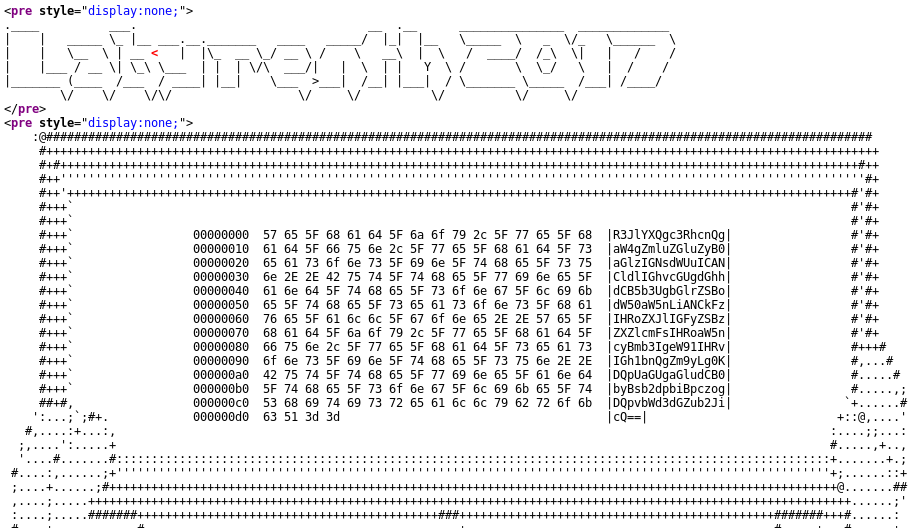 <pre style="display:none;">
Labyrenth 2017
</pre>
<pre style="display:none;">
00000000  57 65 5F 68 61 64 5F 6a 6f 79 2c 5F 77 65 5F 68  |R3JlYXQgc3RhcnQg|
00000010  61 64 5F 66 75 6e 2c 5F 77 65 5F 68 61 64 5F 73  |aW4gZmluZGluZyB0|
00000020  65 61 73 6f 6e 73 5F 69 6e 5F 74 68 65 5F 73 75  |aGlzIGNsdWUuICAN|
00000030  6e 2E 2E 42 75 74 5F 74 68 65 5F 77 69 6e 65 5F  |CldlIGhvcGUgdGhh|
00000040  61 6e 64 5F 74 68 65 5F 73 6f 6e 67 5F 6c 69 6b  |dCB5b3UgbGlrZSBo|
00000050  65 5F 74 68 65 5F 73 65 61 73 6f 6e 73 5F 68 61  |dW50aW5nLiANCkFz|
00000060  76 65 5F 61 6c 6c 5F 67 6f 6e 65 2E 2E 57 65 5F  |IHRoZXJlIGFyZSBz|
00000070  68 61 64 5F 6a 6f 79 2c 5F 77 65 5F 68 61 64 5F  |ZXZlcmFsIHRoaW5n|
00000080  66 75 6e 2c 5F 77 65 5F 68 61 64 5F 73 65 61 73  |cyBmb3IgeW91IHRv|
00000090  6f 6e 73 5F 69 6e 5F 74 68 65 5F 73 75 6e 2E 2E  |IGh1bnQgZm9yLg0K|
000000a0  42 75 74 5F 74 68 65 5F 77 69 6e 65 5F 61 6e 64  |DQpUaGUgaGludCB0|
000000b0  5F 74 68 65 5F 73 6f 6e 67 5F 6c 69 6b 65 5F 74  |byBsb2dpbiBpczog|
000000c0  53 68 69 74 69 73 72 65 61 6c 6c 79 62 72 6f 6b  |DQpvbWd3dGZub2Ji|
000000d0  63 51 3d 3d  |cQ==|